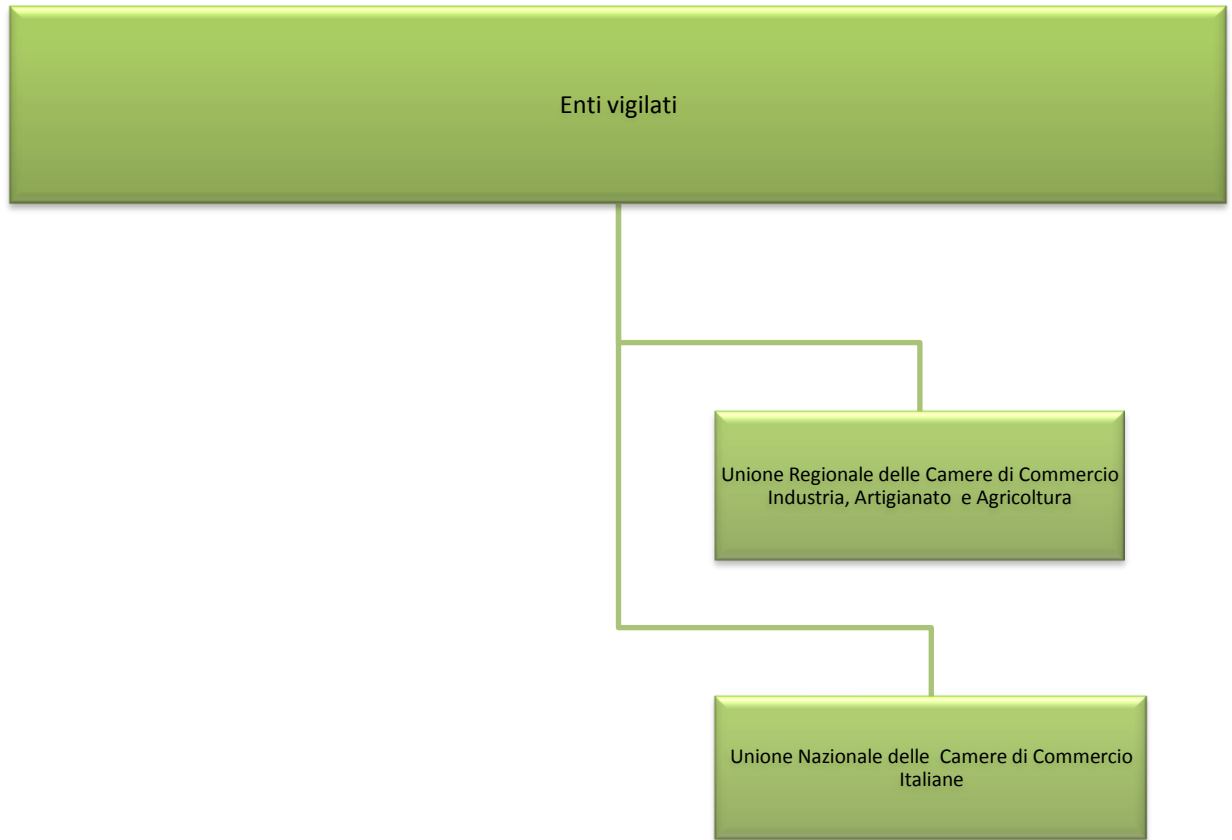 Enti vigilati
Unione Regionale delle Camere di Commercio
Industria, Artigianato e Agricoltura
Unione Nazionale delle Camere di Commercio
Italiane